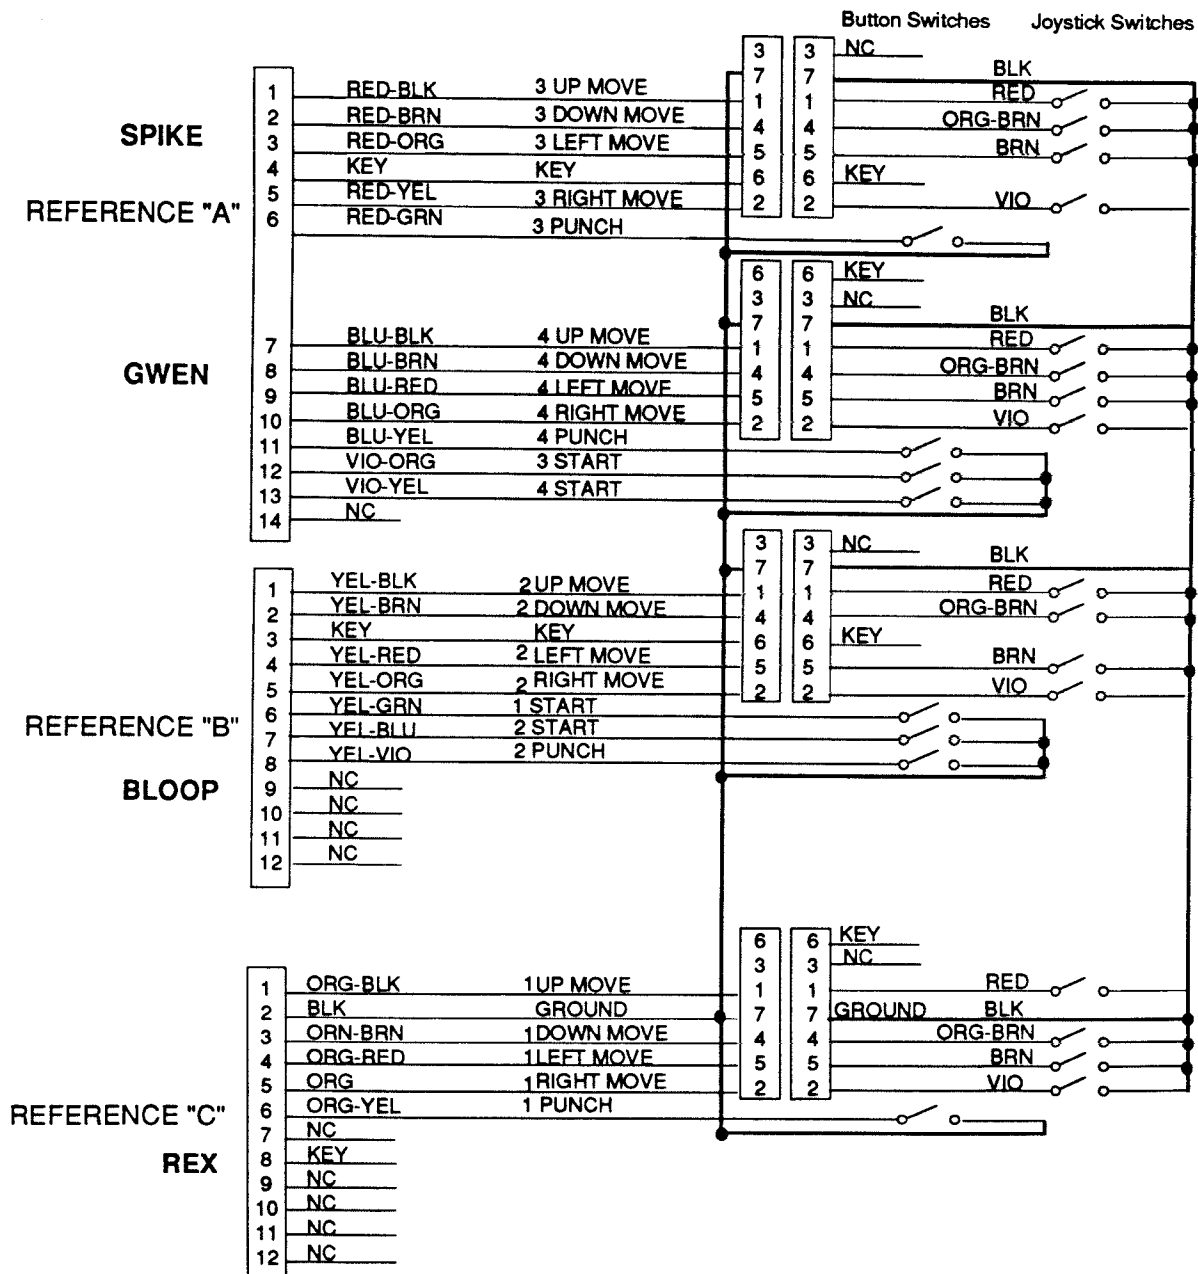 Button Switches Joystick Switches
3 3 NC
7 7 BLK
1 RED-BLK 3 UP MOVE 1 1 RED
2 RED-BRN 3 DOWN MOVE 4 4 ORG-BRN
SPIKE
3 RED-ORG 3 LEFT MOVE 5 5 BRN
4 KEY KEY 6 6 KEY
5 RED-YEL 3 RIGHT MOVE 2 2 VIO
REFERENCE "A"
6 RED-GRN 3 PUNCH
6 6 KEY
3 3 NC
7 7 BLK
7 BLU-BLK 4 UP MOVE 1 1 RED
8 BLU-BRN 4 DOWN MOVE 4 4 ORG-BRN
GWEN
9 BLU-RED 4 LEFT MOVE 5 5 BRN
10 BLU-ORG 4 RIGHT MOVE 2 2 VIO
11 BLU-YEL 4 PUNCH
12 VIO-ORG 3 START
13 VIO-YEL 4 START
14 NC
3 3 NC
7 7 BLK
1 YEL-BLK 2 UP MOVE 1 1 RED
2 YEL-BRN 2 DOWN MOVE 4 4 ORG-BRN
3 KEY KEY 6 6 KEY
4 YEL-RED 2 LEFT MOVE 5 5 BRN
5 YEL-ORG 2 RIGHT MOVE 2 2 VIO
6 YEL-GRN 1 START
REFERENCE "B"
7 YEL-BLU 2 START
8 YEL-VIO 2 PUNCH
9 NC
BLOOP
10 NC
11 NC
12 NC
6 6 KEY
3 3 NC
1 ORG-BLK 1 UP MOVE 1 1 RED
2 BLK GROUND 7 7 GROUND BLK
3 ORN-BRN 1 DOWN MOVE 4 4 ORG-BRN
4 ORG-RED 1 LEFT MOVE 5 5 BRN
5 ORG 1 RIGHT MOVE 2 2 VIO
6 ORG-YEL 1 PUNCH
REFERENCE "C"
7 NC
8 KEY
REX
9 NC
10 NC
11 NC
12 NC